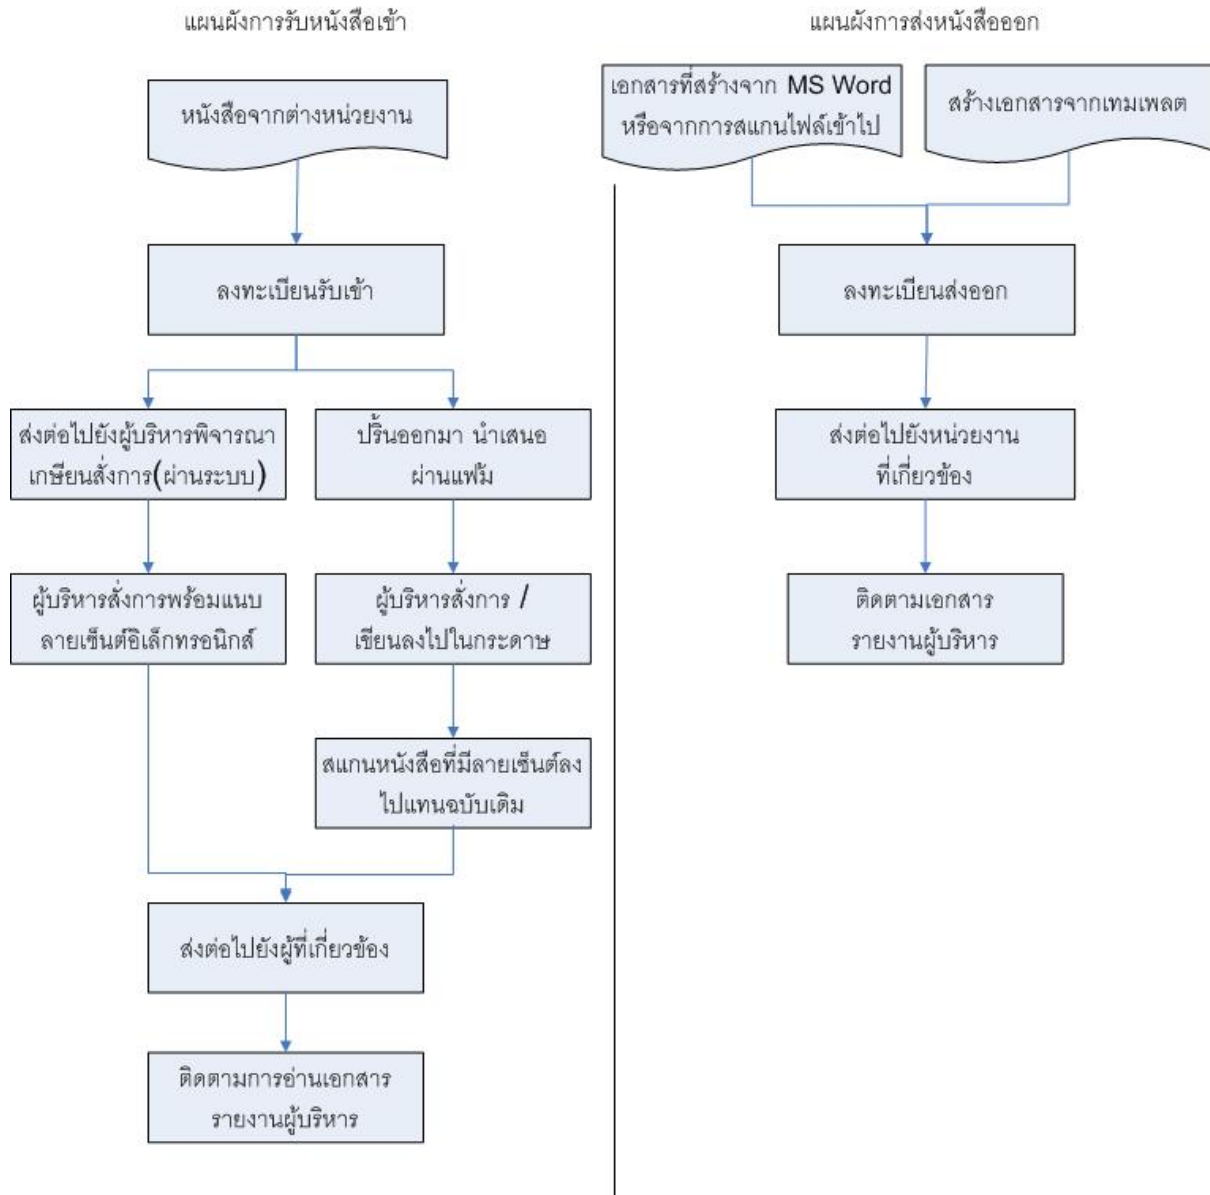 แผนผังการรับหนังสือเข้า
หนังสือจากต่างหน่วยงาน
ลงทะเบียนรับเข้า
ส่งต่อไปยังผู้บริหารพิจารณา
เกษียนสั่งการ(ผ่านระบบ)
ปริ้นออกมา นำเสนอ
ผ่านแฟ้ม
ผู้บริหารสั่งการพร้อมแนบ
ลายเซ็นต์อิเล็กทรอนิกส์
ผู้บริหารสั่งการ /
เขียนลงไปในกระดาษ
สแกนหนังสือที่มีลายเซ็นต์ลง
ไปแทนฉบับเดิม
ส่งต่อไปยังผู้ที่เกี่ยวข้อง
ติดตามการอ่านเอกสาร
รายงานผู้บริหาร
แผนผังการส่งหนังสือออก
เอกสารที่สร้างจาก MS Word
หรือจากการสแกนไฟล์เข้าไป
สร้างเอกสารจากเทมเพลต
ลงทะเบียนส่งออก
ส่งต่อไปยังหน่วยงาน
ที่เกี่ยวข้อง
ติดตามเอกสาร
รายงานผู้บริหาร